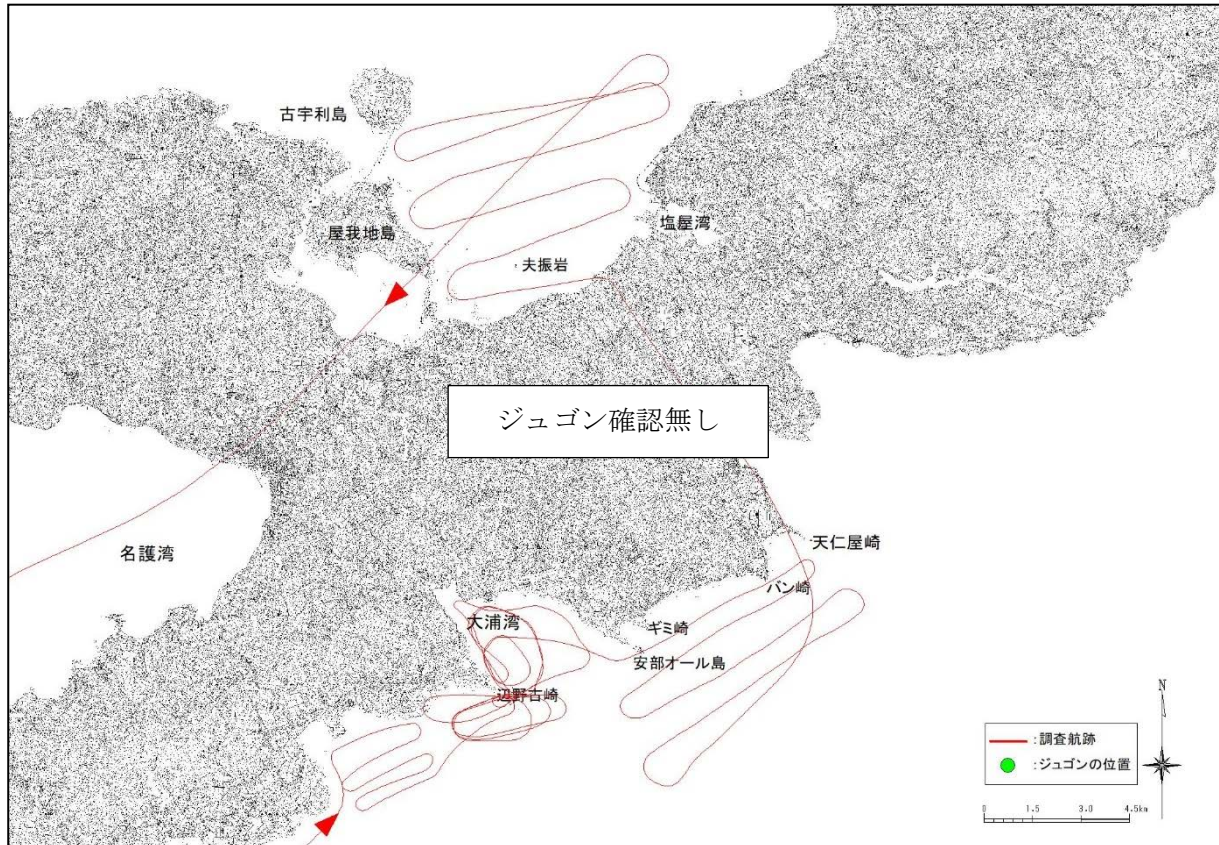 古宇利島
屋我地島
塩屋湾
夫振岩
ジュゴン確認無し
名護湾
天仁屋崎
バン崎
大浦湾
ギミ崎
安部オール島
辺野古崎
N
:調査航跡
:ジュゴンの位置
0 1.5 3.0 4.5km